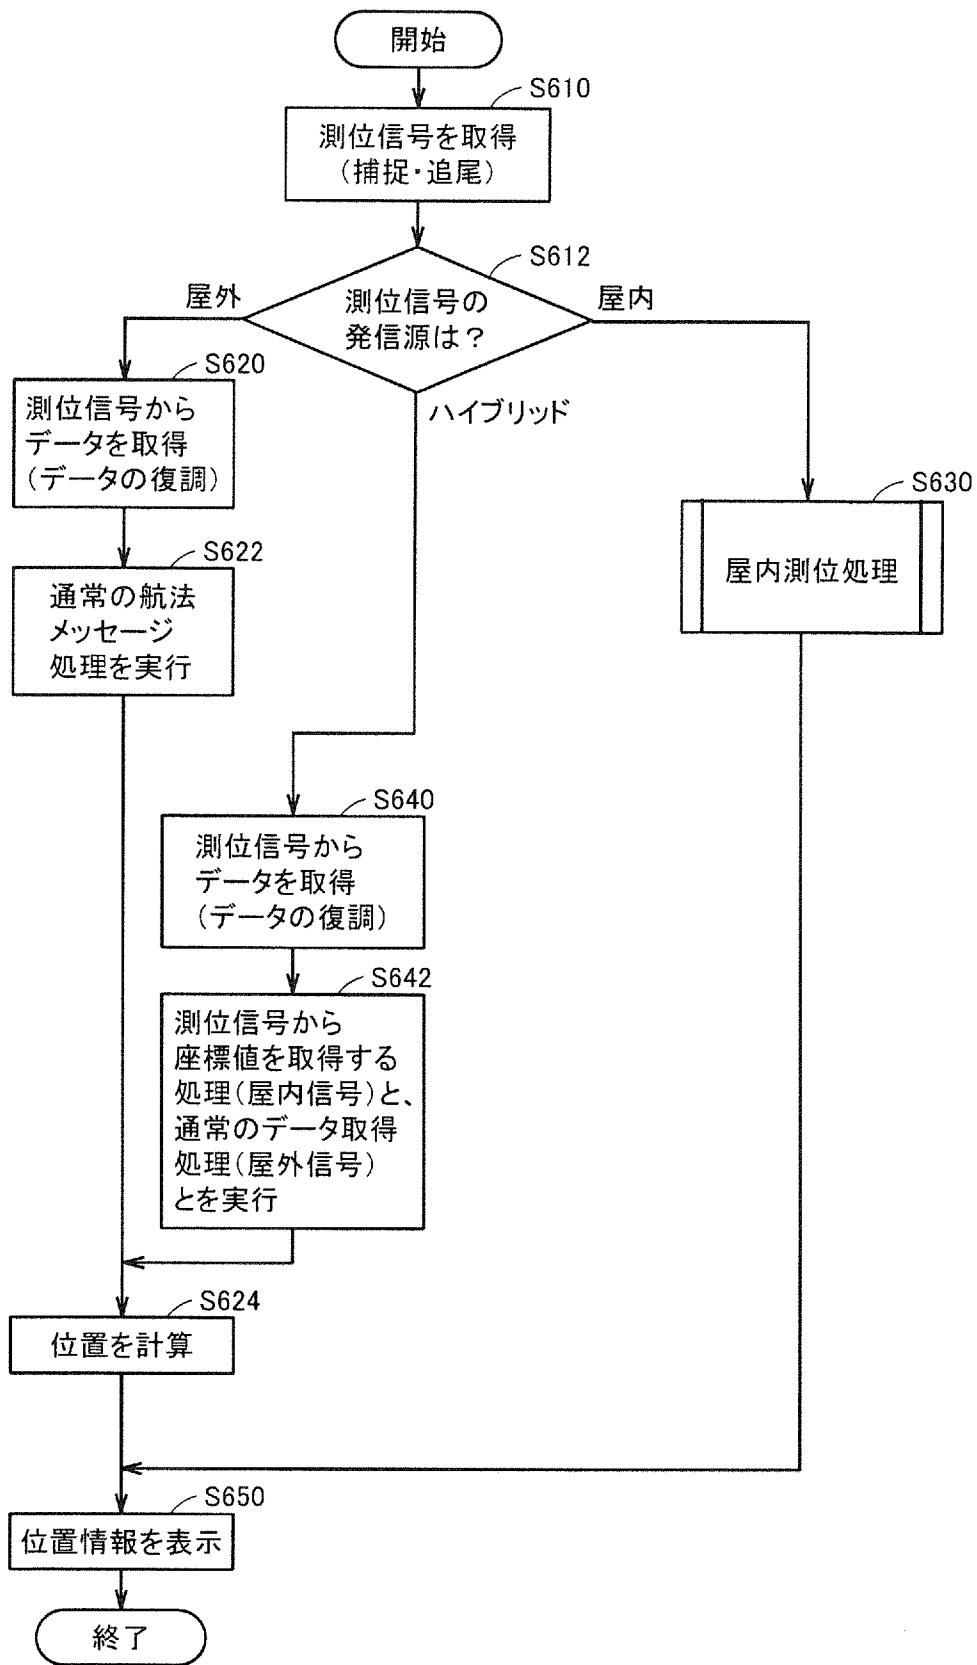 開始
S610
測位信号を取得
(捕捉・追尾)
S612
屋外
測位信号の
発信源は?
屋内
ハイブリッド
S620
測位信号から
データを取得
(データの復調)
S622
通常の航法
メッセージ
処理を実行
S630
屋内測位処理
S640
測位信号から
データを取得
(データの復調)
S642
測位信号から
座標値を取得する
処理(屋内信号)と、
通常のデータ取得
処理(屋外信号)
とを実行
S624
位置を計算
S650
位置情報を表示
終了